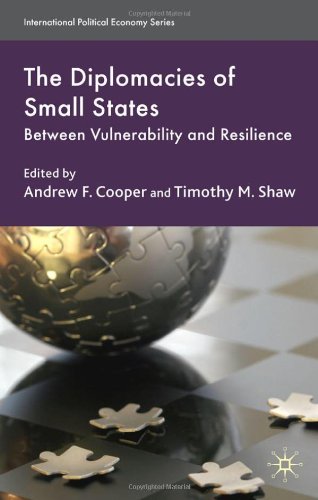 International Political Economy Series
The Diplomacies of
Small States
Between Vulnerability and Resilience
Edited by
Andrew F. Cooper and Timothy M. Shaw